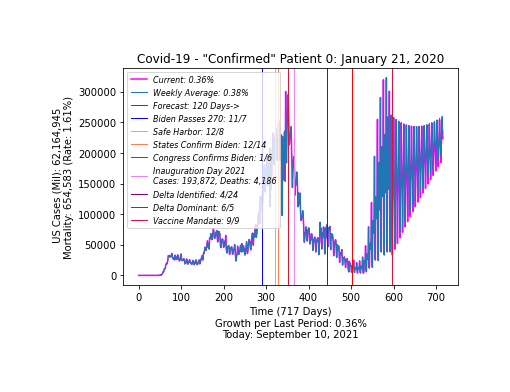 Covid-19 - "Confirmed" Patient 0: January 21, 2020
US Cases (Mil): 62,164,945
Mortality: 654,583 (Rate: 1.61%)
300000
250000
200000
150000
100000
50000
0
Current: 0.36%
Weekly Average: 0.38%
Forecast: 120 Days->
Biden Passes 270: 11/7
Safe Harbor: 12/8
States Confirm Biden: 12/14
Congress Confirms Biden: 1/6
Inauguration Day 2021
Cases: 193,872, Deaths: 4,186
Delta Identified: 4/24
Delta Dominant: 6/5
Vaccine Mandate: 9/9
0 100 200 300 400 500 600 700
Time (717 Days)
Growth per Last Period: 0.36%
Today: September 10, 2021